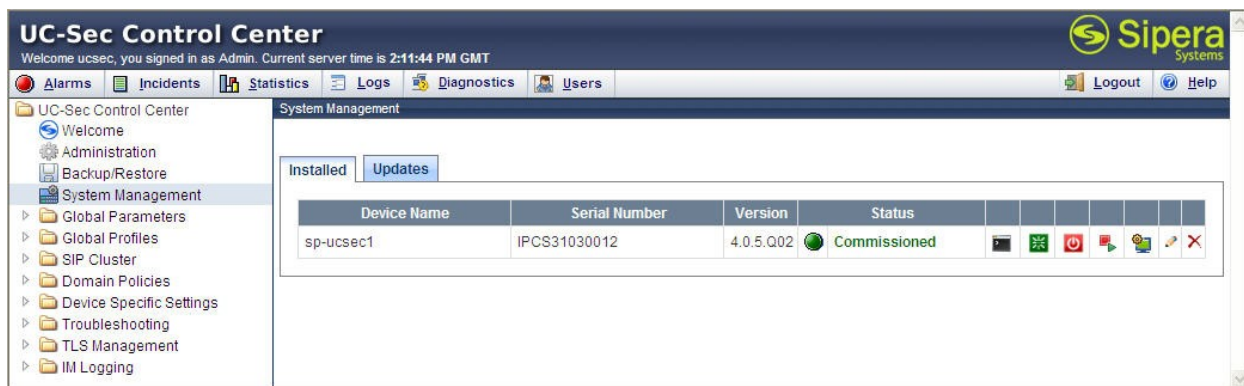 UC-Sec Control Center
Welcome ucsec, you signed in as Admin. Current server time is 2:11:44 PM GMT
Sipera
Systems
Alarms Incidents Statistics Logs Diagnostics Users Logout Help
UC-Sec Control Center
Welcome
Administration
Backup/Restore
System Management
Global Parameters
Global Profiles
SIP Cluster
Domain Policies
Device Specific Settings
Troubleshooting
TLS Management
IM Logging
System Management
Installed Updates
Device Name Serial Number Version Status
sp-ucsec1 IPCS31030012 4.0.5.Q02 Commissioned